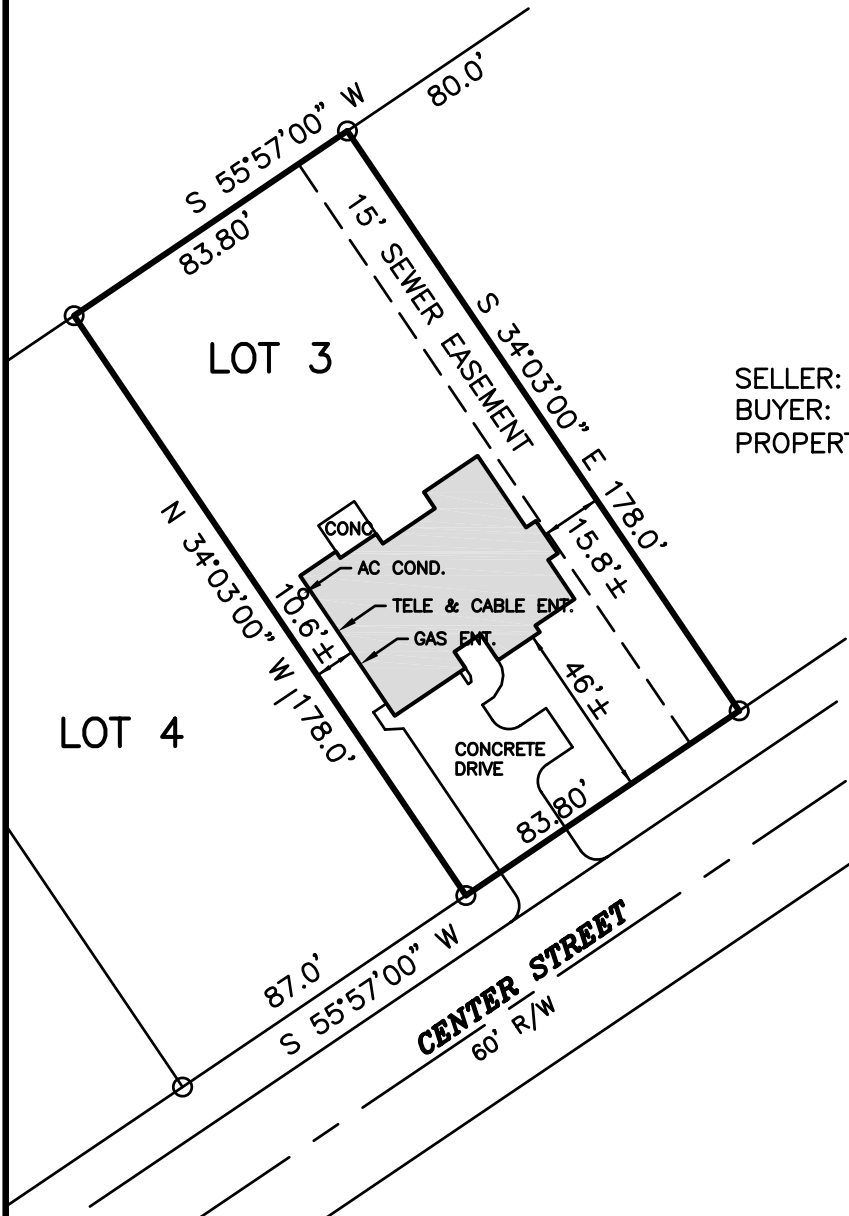 80.0'
S 55°57'00" W
83.80'
15' SEWER EASEMENT
S 34°03'00" E 178.0'
LOT 3
SELLER:
BUYER:
PROPERT
CONC
AC COND.
TELE & CABLE ENT.
GAS ENT.
10.6'±
15.8'±
N 34°03'00" W 178.0'
46'±
LOT 4
CONCRETE
DRIVE
83.80'
87.0'
S 55°57'00" W
CENTER STREET
60' R/W